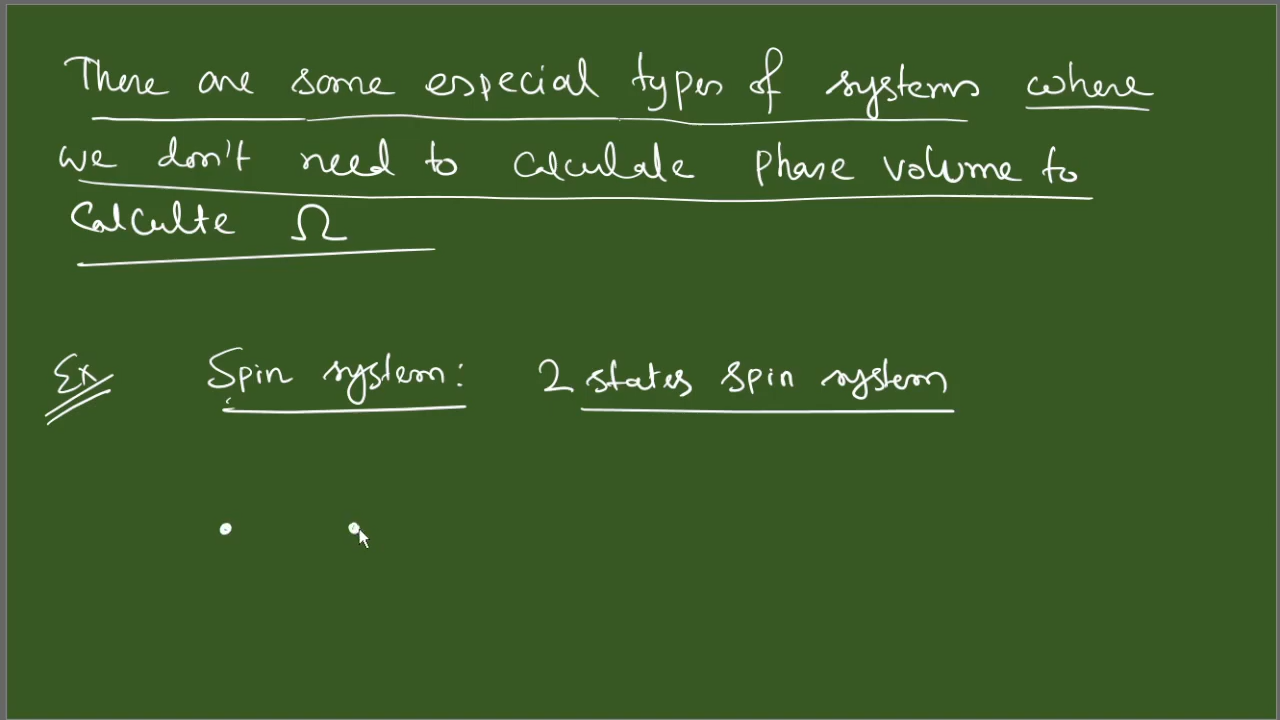 There are some especial types of systems where
we don't need to calculate phase volume to
Calculte Ω
Ex Spin system: 2 states spin system